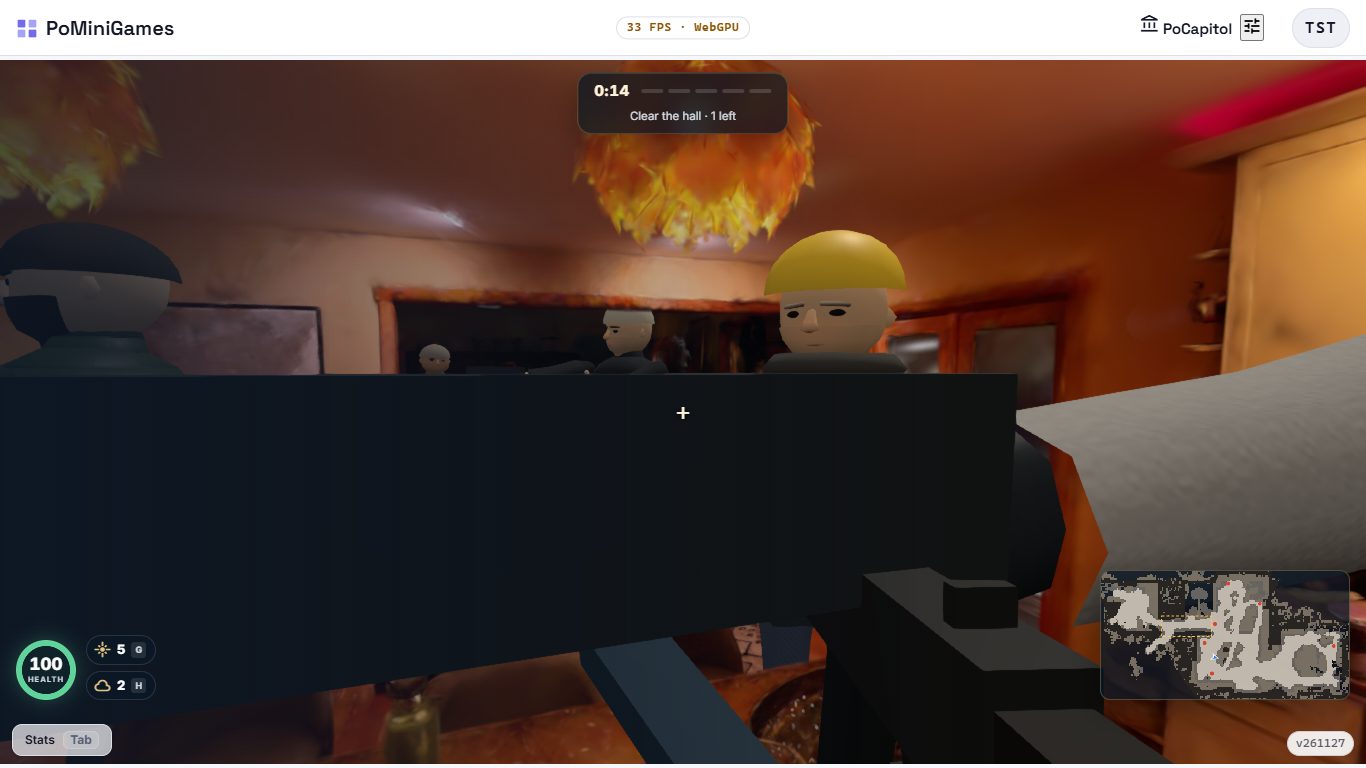 PoMiniGames
33 FPS · WebGPU
PoCapitol
TST
0:14
Clear the hall · 1 left
100
HEALTH
5 G
2 H
Stats Tab
v261127